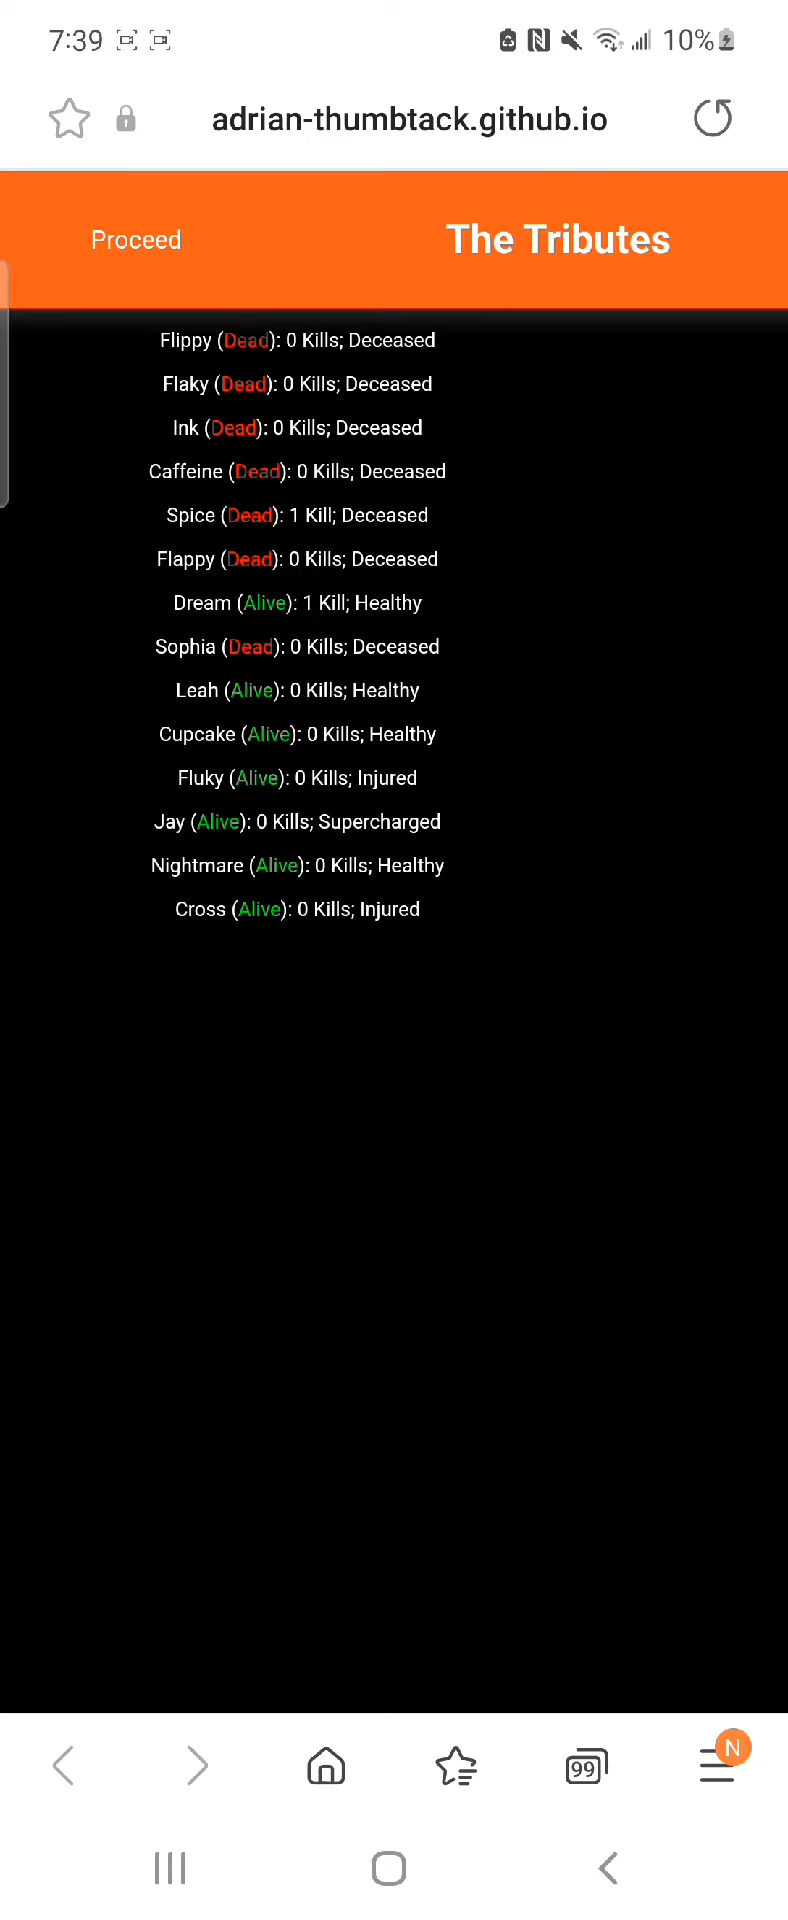 7:39 10%
adrian-thumbtack.github.io
Proceed The Tributes
Flippy (Dead): 0 Kills; Deceased
Flaky (Dead): 0 Kills; Deceased
Ink (Dead): 0 Kills; Deceased
Caffeine (Dead): 0 Kills; Deceased
Spice (Dead): 1 Kill; Deceased
Flappy (Dead): 0 Kills; Deceased
Dream (Alive): 1 Kill; Healthy
Sophia (Dead): 0 Kills; Deceased
Leah (Alive): 0 Kills; Healthy
Cupcake (Alive): 0 Kills; Healthy
Fluky (Alive): 0 Kills; Injured
Jay (Alive): 0 Kills; Supercharged
Nightmare (Alive): 0 Kills; Healthy
Cross (Alive): 0 Kills; Injured
99 N